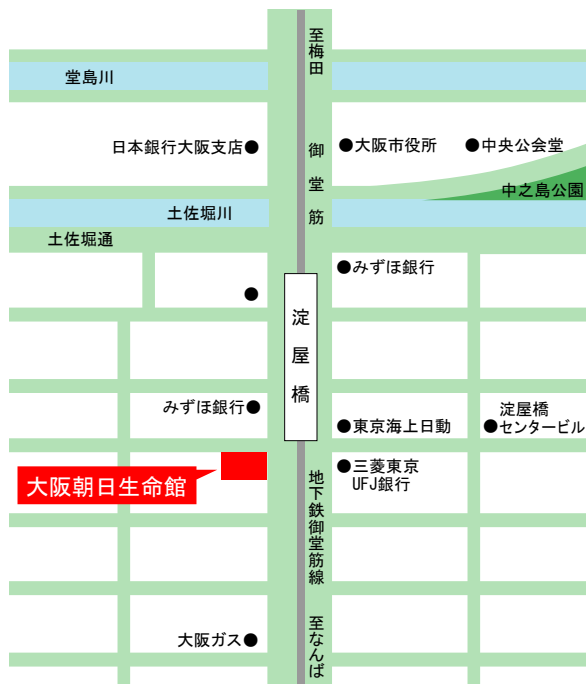 至梅田
堂島川
日本銀行大阪支店●
●大阪市役所
●中央公会堂
御堂筋
中之島公園
土佐堀川
土佐堀通
●みずほ銀行
●
淀屋橋
みずほ銀行●
●東京海上日動
淀屋橋
●センタービル
大阪朝日生命館
●三菱東京
UFJ銀行
地下鉄御堂筋線
大阪ガス●
至なんば